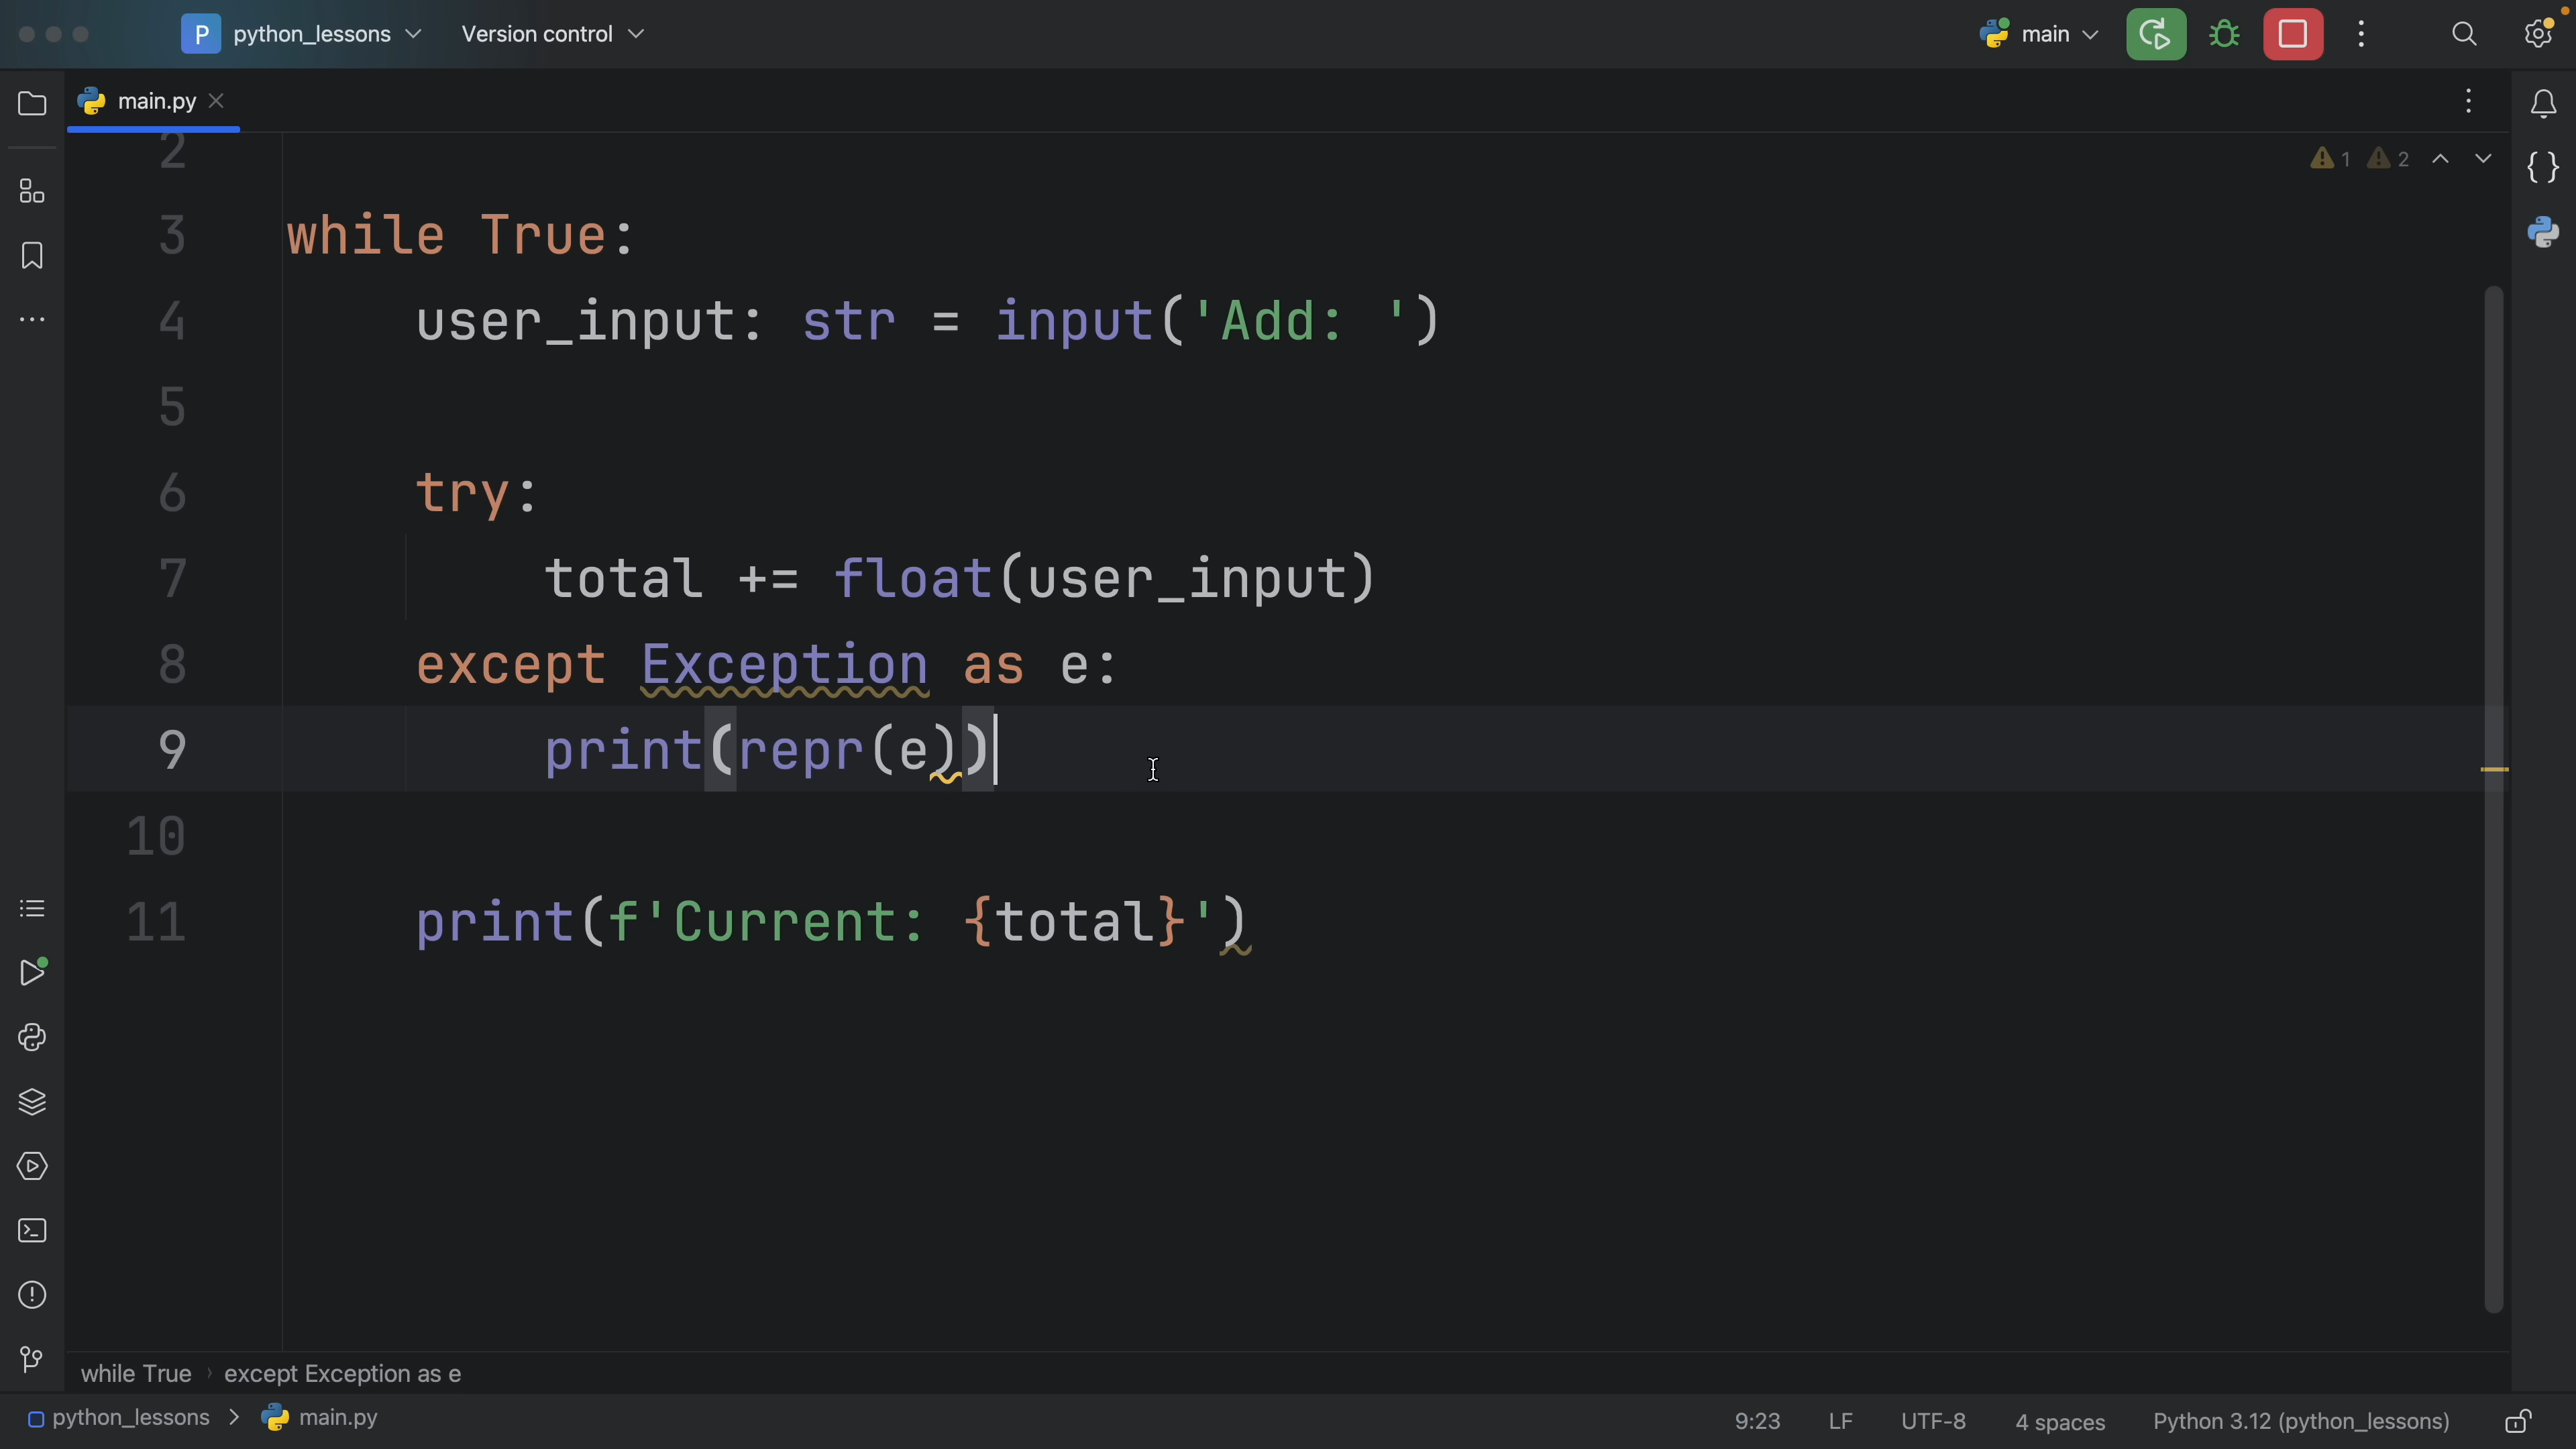 P python_lessons Version control main
main.py
1 2
2
3 while True:
4 user_input: str = input('Add: ')
5
6 try:
7 total += float(user_input)
8 except Exception as e:
9 print(repr(e))
10
11 print(f'Current: {total}')
while True › except Exception as e
python_lessons > main.py 9:23 LF UTF-8 4 spaces Python 3.12 (python_lessons)